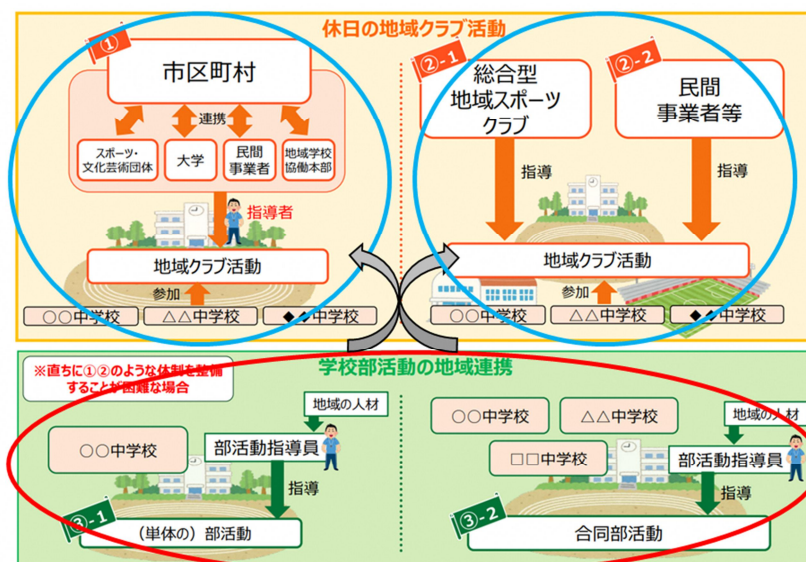 休日の地域クラブ活動
①
市区町村
連携
スポーツ・
文化芸術団体
大学
民間
事業者
地域学校
協働本部
指導者
地域クラブ活動
参加
○○中学校
△△中学校
◆◆中学校
②-1
総合型
地域スポーツ
クラブ
②-2
民間
事業者等
指導
指導
地域クラブ活動
参加
○○中学校
△△中学校
◆◆中学校
学校部活動の地域連携
※直ちに①②のような体制を整備
することが困難な場合
地域の人材
○○中学校
部活動指導員
指導
③-1
(単体の)部活動
○○中学校
△△中学校
地域の人材
□□中学校
部活動指導員
指導
③-2
合同部活動